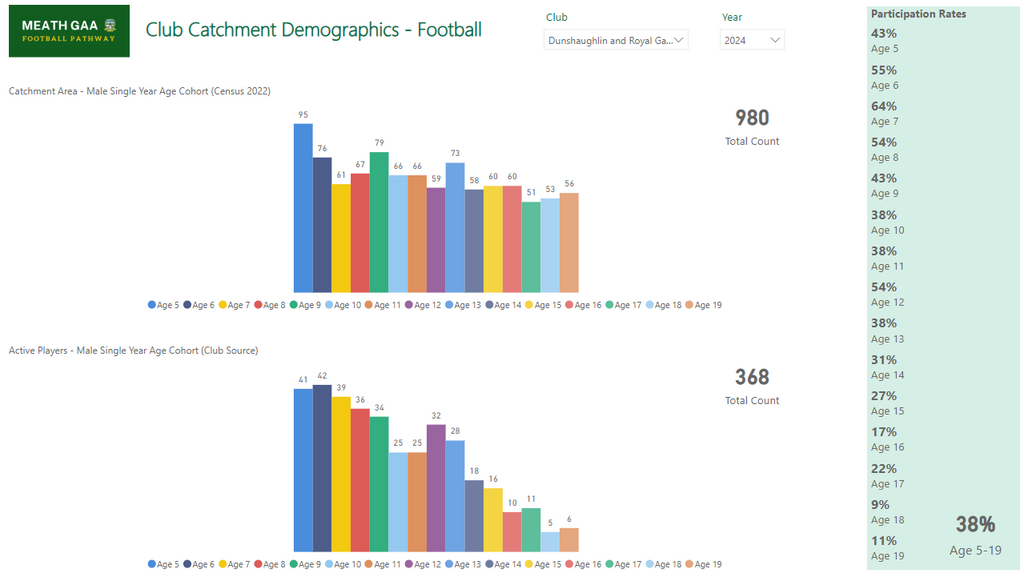 MEATH GAA
FOOTBALL PATHWAY
Club Catchment Demographics - Football
Club
Dunshaughlin and Royal Ga...
Year
2024
Catchment Area - Male Single Year Age Cohort (Census 2022)
95
76
61
67
79
66
66
59
73
58
60
60
51
53
56
980
Total Count
Age 5 Age 6 Age 7 Age 8 Age 9 Age 10 Age 11 Age 12 Age 13 Age 14 Age 15 Age 16 Age 17 Age 18 Age 19
Active Players - Male Single Year Age Cohort (Club Source)
41
42
39
36
34
25
25
32
28
18
16
10
11
5
6
368
Total Count
Age 5 Age 6 Age 7 Age 8 Age 9 Age 10 Age 11 Age 12 Age 13 Age 14 Age 15 Age 16 Age 17 Age 18 Age 19
Participation Rates
43%
Age 5
55%
Age 6
64%
Age 7
54%
Age 8
43%
Age 9
38%
Age 10
38%
Age 11
54%
Age 12
38%
Age 13
31%
Age 14
27%
Age 15
17%
Age 16
22%
Age 17
9%
Age 18
11%
Age 19
38%
Age 5-19